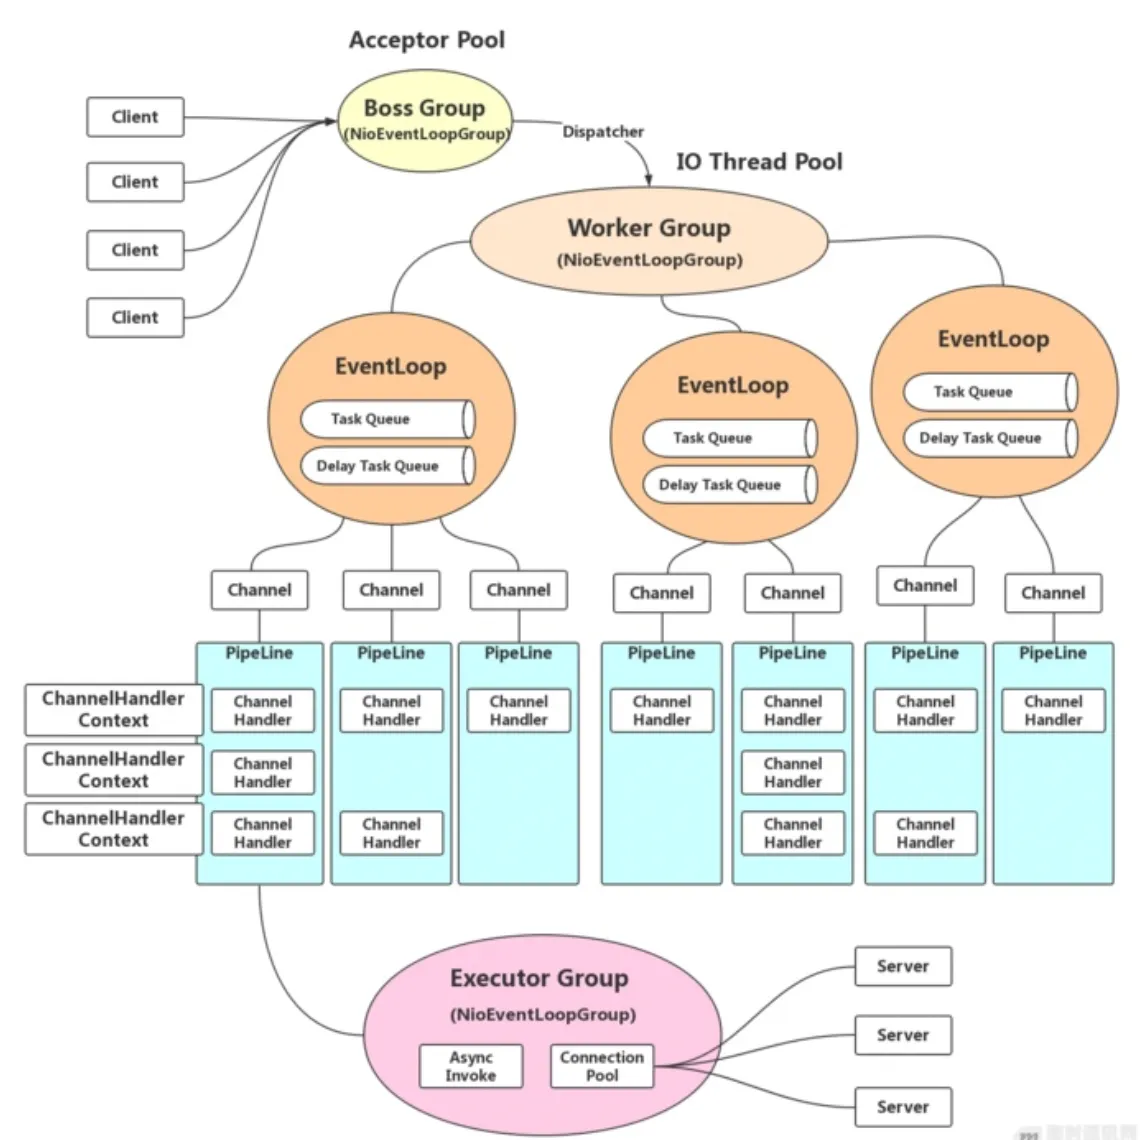 Acceptor Pool
Client
Client
Client
Client
Boss Group
(NioEventLoopGroup)
Dispatcher
IO Thread Pool
Worker Group
(NioEventLoopGroup)
EventLoop
Task Queue
Delay Task Queue
EventLoop
Task Queue
Delay Task Queue
EventLoop
Task Queue
Delay Task Queue
Channel
Channel
Channel
Channel
Channel
Channel
Channel
PipeLine
PipeLine
PipeLine
PipeLine
PipeLine
PipeLine
PipeLine
ChannelHandler
Context
ChannelHandler
Context
ChannelHandler
Context
Channel
Handler
Channel
Handler
Channel
Handler
Channel
Handler
Channel
Handler
Channel
Handler
Channel
Handler
Channel
Handler
Channel
Handler
Channel
Handler
Channel
Handler
Channel
Handler
Channel
Handler
Executor Group
(NioEventLoopGroup)
Async
Invoke
Connection
Pool
Server
Server
Server